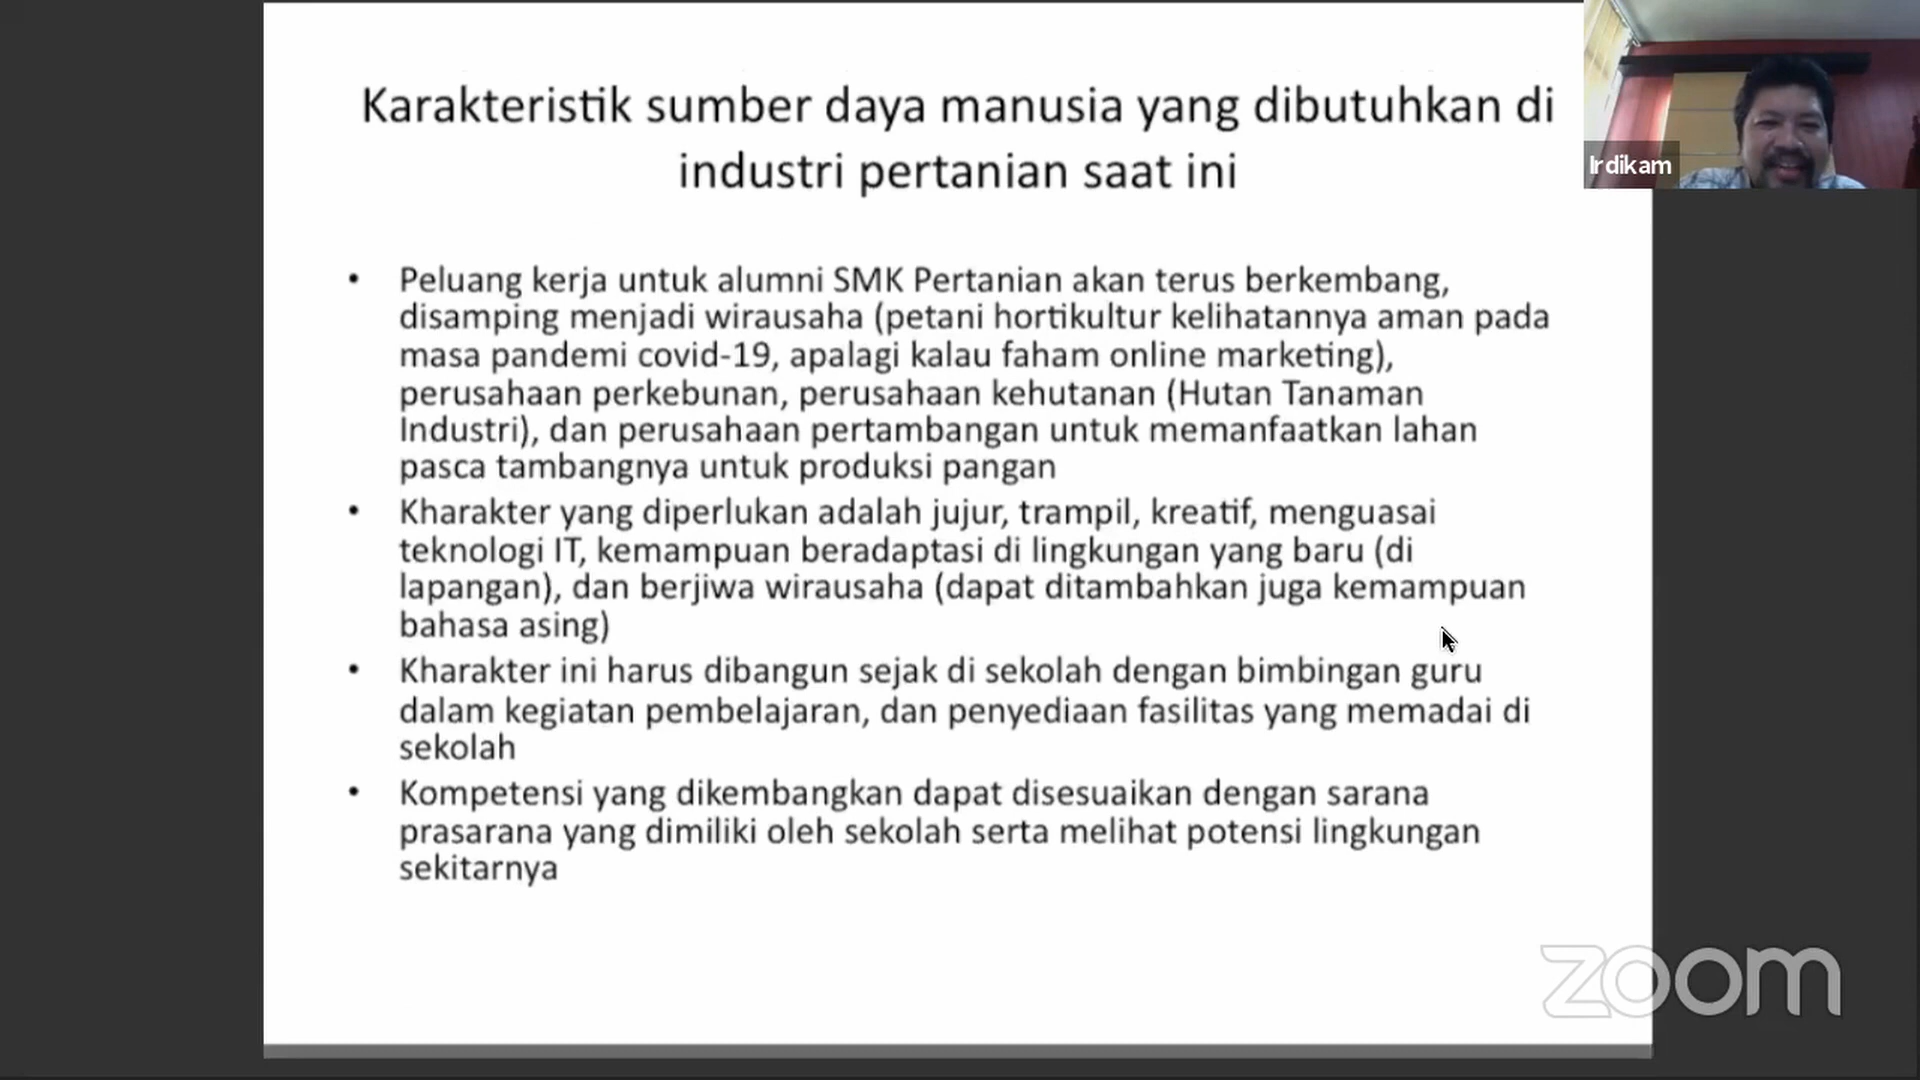 Karakteristik sumber daya manusia yang dibutuhkan di
industri pertanian saat ini
Irdikam
• Peluang kerja untuk alumni SMK Pertanian akan terus berkembang,
disamping menjadi wirausaha (petani hortikultur kelihatannya aman pada
masa pandemi covid-19, apalagi kalau faham online marketing),
perusahaan perkebunan, perusahaan kehutanan (Hutan Tanaman
Industri), dan perusahaan pertambangan untuk memanfaatkan lahan
pasca tambangnya untuk produksi pangan
• Kharakter yang diperlukan adalah jujur, trampil, kreatif, menguasai
teknologi IT, kemampuan beradaptasi di lingkungan yang baru (di
lapangan), dan berjiwa wirausaha (dapat ditambahkan juga kemampuan
bahasa asing)
• Kharakter ini harus dibangun sejak di sekolah dengan bimbingan guru
dalam kegiatan pembelajaran, dan penyediaan fasilitas yang memadai di
sekolah
• Kompetensi yang dikembangkan dapat disesuaikan dengan sarana
prasarana yang dimiliki oleh sekolah serta melihat potensi lingkungan
sekitarnya
zoom